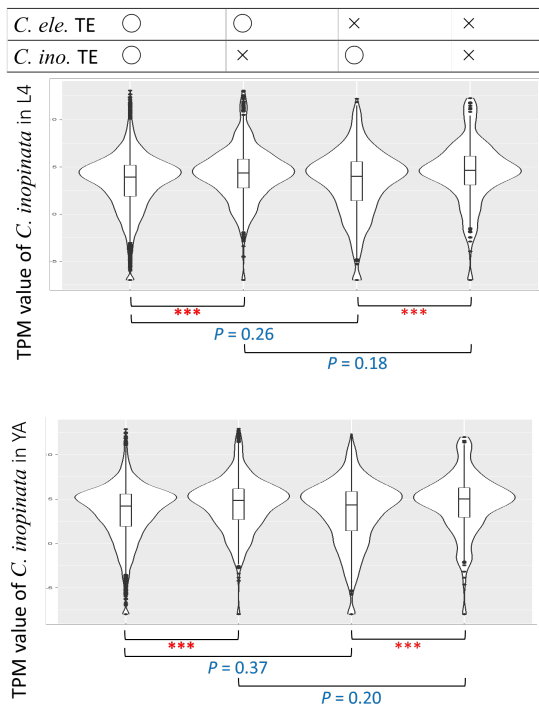 C. ele. TE ○ ○ × ×
C. ino. TE ○ × ○ ×
TPM value of C. inopinata in L4
*** ***
P = 0.26
P = 0.18
TPM value of C. inopinata in YA
*** ***
P = 0.37
P = 0.20